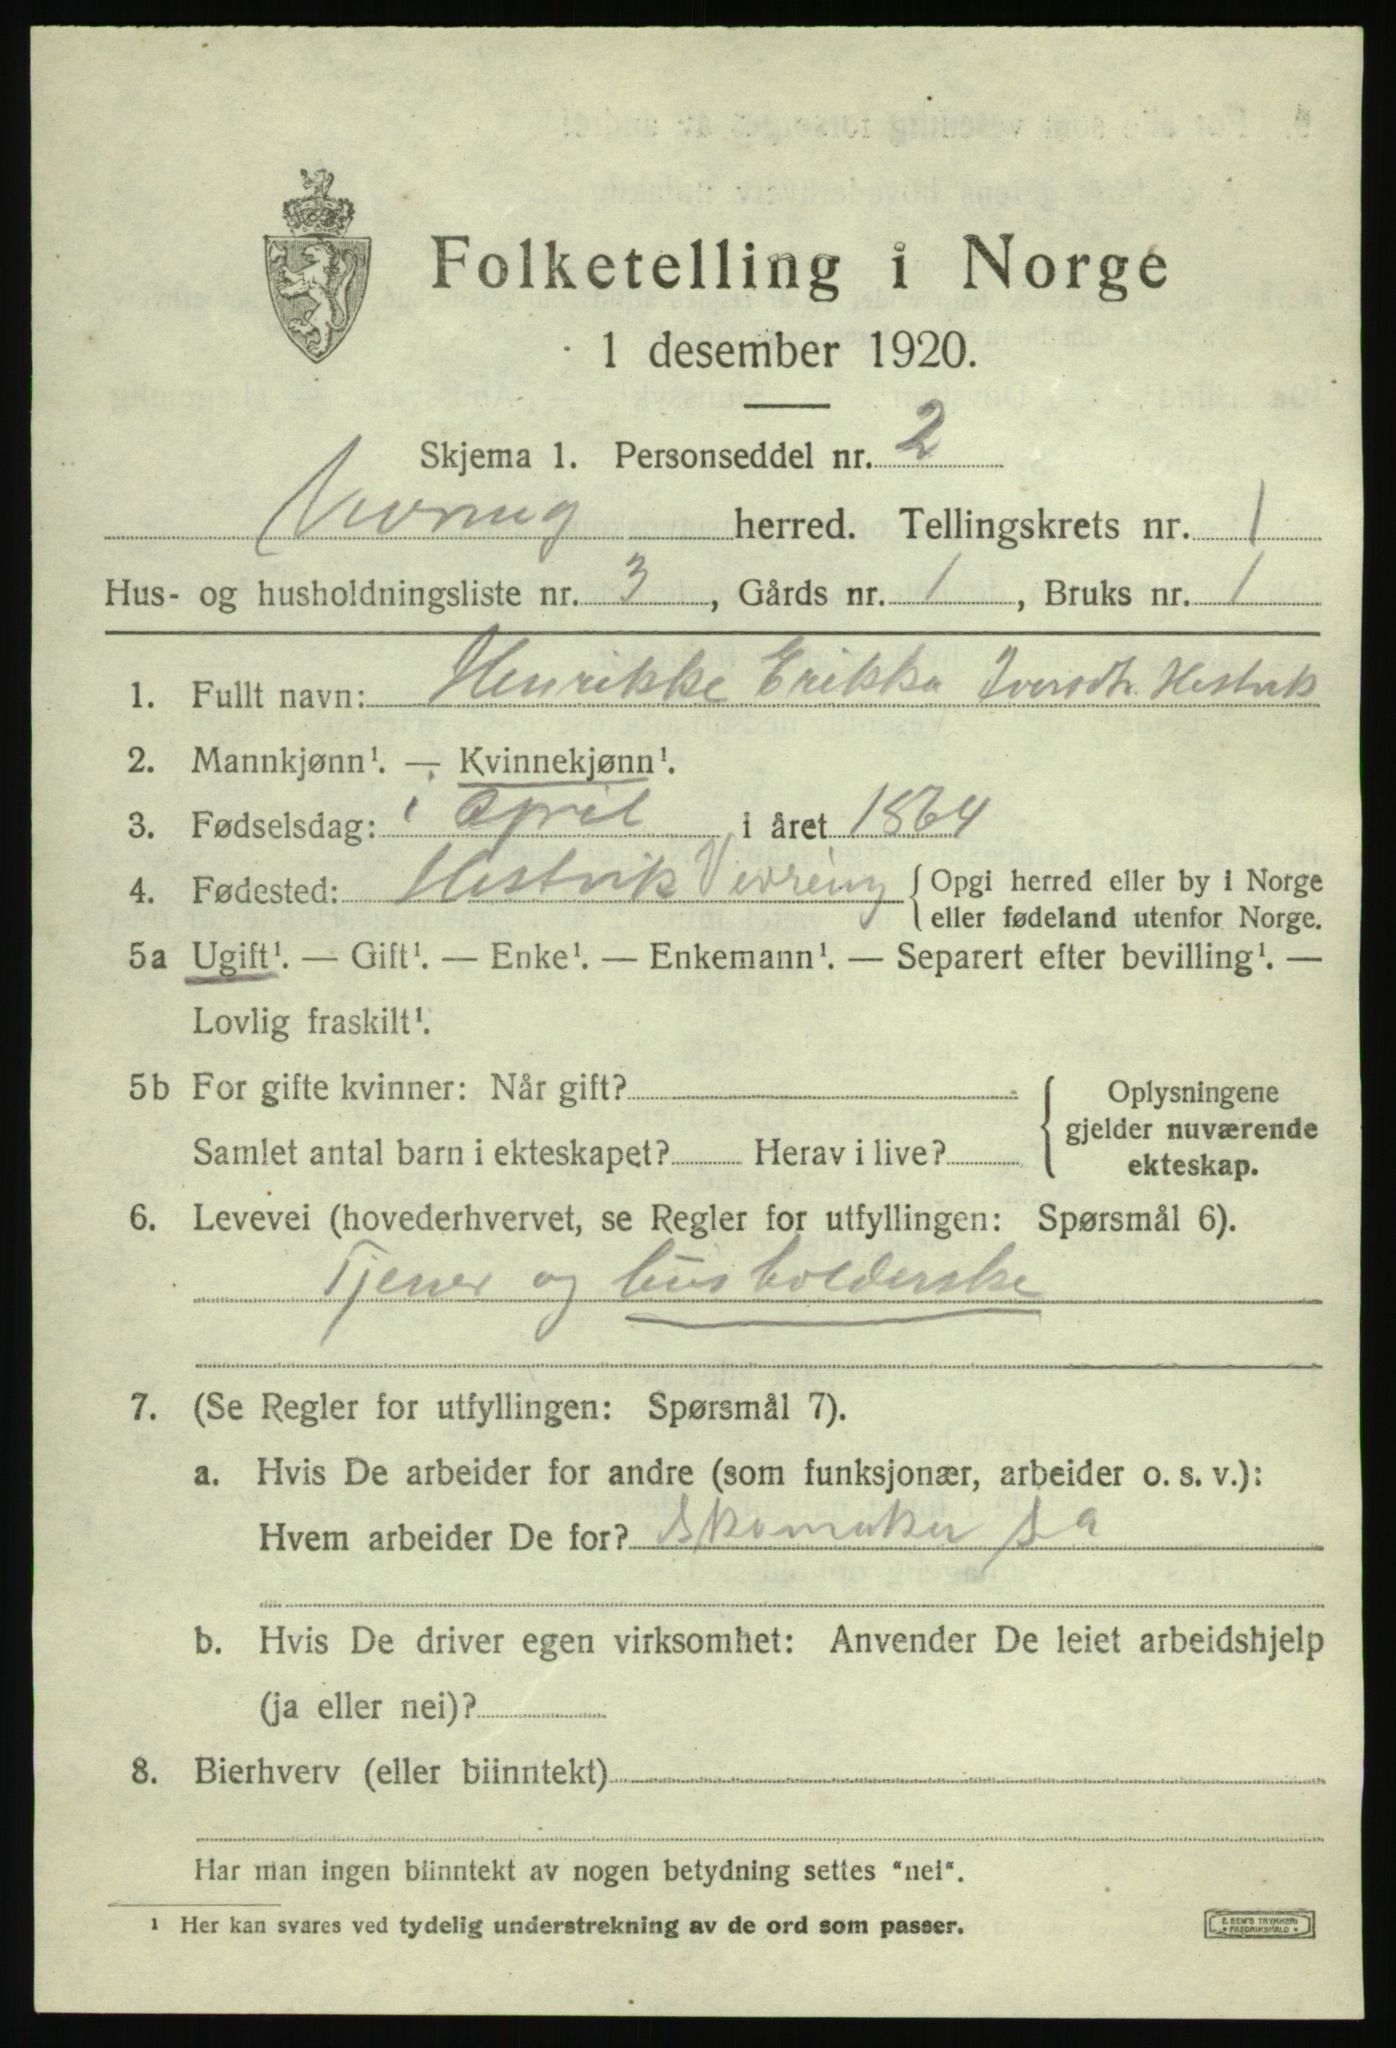 Folketelling i Norge
1 desember 1920.
Skjema 1. Personseddel nr. 2
herred. Tellingskrets nr. 1
Hus- og husholdningsliste nr. 3, Gårds nr. 1, Bruks nr. 1
1. Fullt navn: Henrikke Erikka Iversdtr. Hestvik
2. Mannkjønn¹. — Kvinnekjønn¹.
3. Fødselsdag: i april i året 1864
4. Fødested: Hestvik { Opgi herred eller by i Norge
eller fødeland utenfor Norge.
5a Ugift¹. — Gift¹. — Enke¹. — Enkemann¹. — Separert efter bevilling¹. —
Lovlig fraskilt¹.
5b For gifte kvinner: Når gift?
Samlet antal barn i ekteskapet? Herav i live?
{ Oplysningene
gjelder nuværende
ekteskap.
6. Levevei (hovederhvervet, se Regler for utfyllingen: Spørsmål 6).
Tjener og husholderske
7. (Se Regler for utfyllingen: Spørsmål 7).
a. Hvis De arbeider for andre (som funksjonær, arbeider o. s. v.):
Hvem arbeider De for? Skomaker
b. Hvis De driver egen virksomhet: Anvender De leiet arbeidshjelp
(ja eller nei)?
8. Bierhverv (eller biinntekt)
Har man ingen biinntekt av nogen betydning settes "nei".
¹ Her kan svares ved tydelig understrekning av de ord som passer.
E. SEM'S TRYKKERI
FREDRIKSHALD